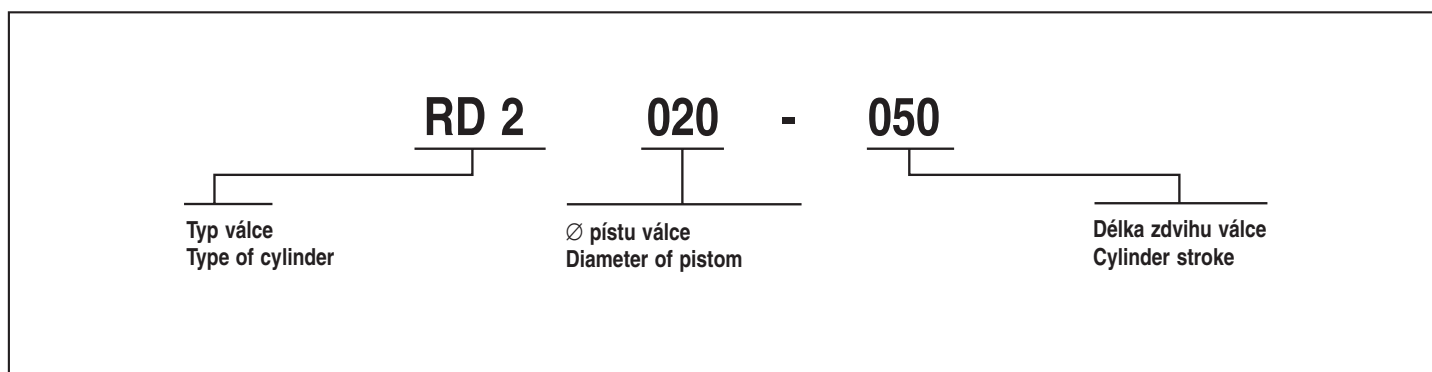 RD 2 020 - 050
Typ válce
Type of cylinder
∅ pístu válce
Diameter of pistom
Délka zdvihu válce
Cylinder stroke